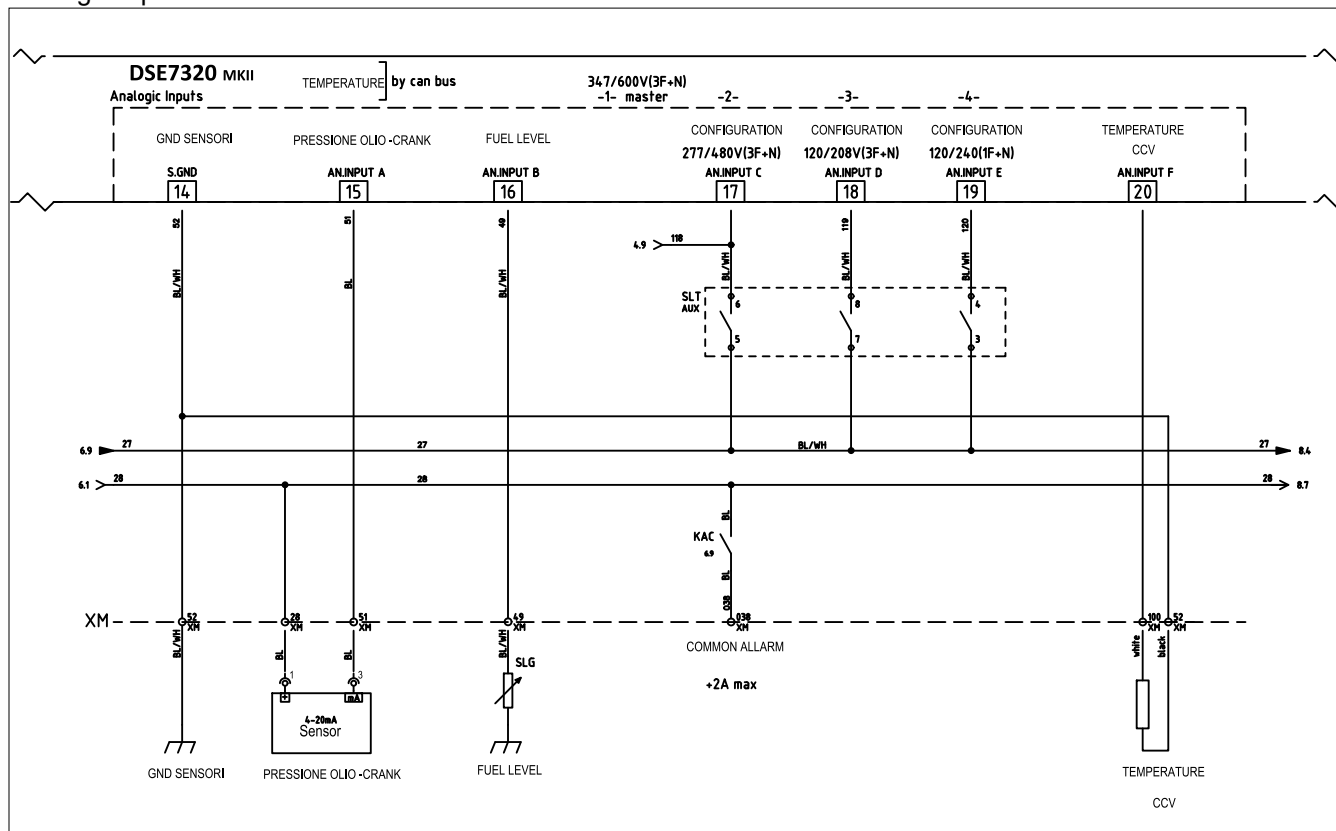 DSE7320 MKII
TEMPERATURE by can bus
347/600V(3F+N)
Analogic Inputs
-1- master
-2-
-3-
-4-
GND SENSORI
PRESSIONE OLIO -CRANK
FUEL LEVEL
CONFIGURATION
CONFIGURATION
CONFIGURATION
TEMPERATURE
CCV
277/480V(3F+N)
120/208V(3F+N)
120/240(1F+N)
S.GND
AN.INPUT A
AN.INPUT B
AN.INPUT C
AN.INPUT D
AN.INPUT E
AN.INPUT F
14
15
16
17
18
19
20
52
51
49
119
120
4.9
118
BL/WH
BL
BL/WH
BL/WH
BL/WH
BL/WH
SLT
AUX
6
8
4
5
7
3
6.9
27
27
BL/WH
27
8.4
6.1
28
28
28
8.7
BL
KAC
6.9
BL
038
XM
52
XM
28
XM
51
XM
49
XM
038
XM
100
XM
52
XM
BL/WH
BL
BL
BL/WH
COMMON ALLARM
white
black
1
3
SLG
+2A max
+
mA
4-20mA
Sensor
GND SENSORI
PRESSIONE OLIO -CRANK
FUEL LEVEL
TEMPERATURE
CCV